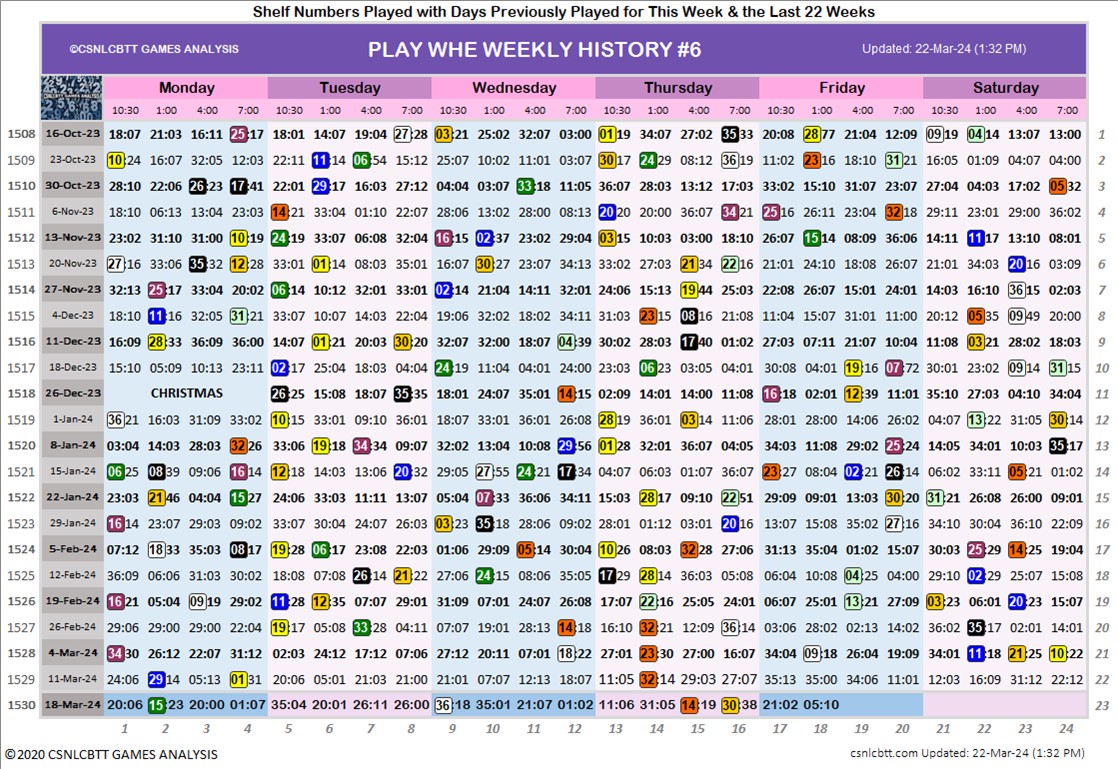 Shelf Numbers Played with Days Previously Played for This Week & the Last 22 Weeks
©CSNLCBTT GAMES ANALYSIS PLAY WHE WEEKLY HISTORY #6 Updated: 22-Mar-24 (1:32 PM)
Monday Tuesday Wednesday Thursday Friday Saturday
10:30 1:00 4:00 7:00 10:30 1:00 4:00 7:00 10:30 1:00 4:00 7:00 10:30 1:00 4:00 7:00 10:30 1:00 4:00 7:00 10:30 1:00 4:00 7:00
1508 16-Oct-23 18:07 21:03 16:11 25:17 18:01 14:07 19:04 27:28 03:21 25:02 32:07 03:00 01:19 34:07 27:02 35:33 20:08 28:77 21:04 12:09 09:19 04:14 13:07 13:00 1
1509 23-Oct-23 10:24 16:07 32:05 12:03 22:11 11:14 06:54 15:12 25:07 10:02 11:01 03:07 30:17 24:29 08:12 36:19 11:02 23:16 18:10 31:21 16:05 01:09 04:07 04:00 2
1510 30-Oct-23 28:10 22:06 26:23 17:41 22:01 29:17 16:03 27:12 04:04 03:07 33:18 11:05 36:07 28:03 13:12 17:03 33:02 15:10 31:07 23:07 27:04 04:03 17:02 05:32 3
1511 6-Nov-23 18:10 06:13 13:04 23:03 14:21 33:04 01:10 22:07 28:06 13:02 28:00 08:13 20:20 20:00 36:07 34:21 25:16 26:11 23:04 32:18 29:11 23:01 29:00 36:02 4
1512 13-Nov-23 23:02 31:10 31:00 10:19 24:19 33:07 06:08 32:04 16:15 02:37 23:02 29:04 03:15 10:03 03:00 18:10 26:07 15:14 08:09 36:06 14:11 11:17 13:10 08:01 5
1513 20-Nov-23 27:16 33:06 35:32 12:28 33:01 01:14 08:03 35:01 16:07 30:27 23:07 34:13 33:02 27:03 15:34 22:16 21:01 24:10 18:08 26:07 21:01 34:03 20:16 03:09 6
1514 27-Nov-23 32:13 25:17 33:04 20:02 06:14 10:12 32:01 33:01 02:14 21:04 14:11 32:01 24:06 15:13 19:44 25:03 22:08 26:07 15:12 24:01 14:03 16:10 36:15 02:03 7
1515 4-Dec-23 18:10 11:16 32:05 31:21 33:07 10:07 14:03 22:04 19:06 32:02 18:02 34:11 31:03 23:15 08:16 21:08 11:04 15:07 31:09 11:01 20:12 05:35 09:49 20:00 8
1516 11-Dec-23 16:09 28:33 36:09 36:00 14:07 01:21 20:03 30:20 32:07 32:00 18:07 04:39 30:02 28:03 17:40 01:02 27:03 07:11 21:07 10:04 11:08 03:21 28:02 18:03 9
1517 18-Dec-23 15:10 05:09 10:13 23:11 02:17 25:04 18:03 22:11 24:19 11:04 04:01 24:00 23:03 06:23 03:05 04:01 30:08 04:01 19:16 07:72 30:01 23:02 09:14 31:15 10
1518 26-Dec-23 CHRISTMAS 26:25 15:08 18:07 35:35 18:01 24:07 35:01 14:15 02:09 14:01 14:00 11:08 16:18 02:01 12:39 11:01 35:10 27:03 04:10 34:04 11
1519 1-Jan-24 36:21 16:03 31:09 33:02 10:15 33:01 09:10 36:01 18:07 33:01 36:01 09:01 28:19 36:01 03:14 11:06 28:01 28:00 14:06 26:02 04:07 13:22 31:05 30:14 12
1520 8-Jan-24 03:04 14:03 28:03 32:26 33:06 19:18 34:34 09:07 32:02 13:04 10:08 29:56 01:28 32:01 36:07 04:05 34:03 11:08 29:02 25:24 14:05 34:01 10:03 35:17 13
1521 15-Jan-24 06:25 08:39 09:06 16:14 12:18 14:03 13:06 20:32 29:05 27:55 24:21 17:34 04:07 06:03 01:07 36:07 23:27 09:04 02:21 26:14 06:02 33:11 05:21 01:02 14
1522 22-Jan-24 23:03 21:46 04:04 15:27 24:06 33:03 11:11 13:07 05:04 07:33 36:06 34:11 15:03 28:17 09:10 22:51 29:09 09:01 13:03 30:20 31:21 26:08 26:00 09:01 15
1523 29-Jan-24 16:14 23:07 29:03 09:02 33:07 30:04 24:07 26:03 03:23 35:18 28:06 09:02 28:01 01:12 03:01 20:16 13:07 15:08 35:02 27:16 34:10 30:04 36:10 22:09 16
1524 5-Feb-24 07:12 18:33 35:03 08:17 19:28 06:17 23:08 22:03 01:06 29:09 05:14 30:04 10:26 08:03 32:28 27:06 31:13 35:04 01:02 15:07 30:03 25:29 14:25 19:04 17
1525 12-Feb-24 36:09 06:06 31:03 30:02 18:08 07:08 26:14 21:22 27:06 24:15 08:06 35:05 17:29 28:14 36:03 05:08 06:04 10:08 04:25 04:00 29:10 02:29 25:07 15:08 18
1526 19-Feb-24 16:21 05:04 09:19 29:02 11:28 12:35 07:07 29:01 31:09 07:01 24:07 26:08 17:07 22:16 25:05 24:01 06:07 25:01 13:21 27:09 03:23 06:01 20:23 15:07 19
1527 26-Feb-24 29:06 29:00 29:00 22:04 19:17 05:08 33:28 21:11 07:07 19:01 28:13 14:18 16:10 32:21 12:09 36:14 03:05 28:02 02:13 14:02 36:02 35:17 02:01 14:01 20
1528 4-Mar-24 34:30 26:12 22:07 31:12 02:03 24:12 17:12 07:06 27:12 20:11 07:01 18:22 27:01 23:30 27:00 16:07 34:04 09:18 26:04 19:09 34:01 11:18 21:25 10:22 21
1529 11-Mar-24 24:06 29:14 05:13 01:31 20:06 05:01 21:03 21:00 21:01 07:07 12:13 18:07 11:05 32:14 29:03 27:07 35:13 35:00 34:06 11:01 12:03 16:09 31:12 22:12 22
1530 18-Mar-24 20:06 15:23 20:00 01:07 35:04 20:01 26:11 26:00 36:18 35:01 21:07 01:02 11:06 31:05 14:19 30:38 21:02 05:10 23
1 2 3 4 5 6 7 8 9 10 11 12 13 14 15 16 17 18 19 20 21 22 23 24
©2020 CSNLCBTT GAMES ANALYSIS csnlcbtt.com Updated: 22-Mar-24 (1:32 PM)